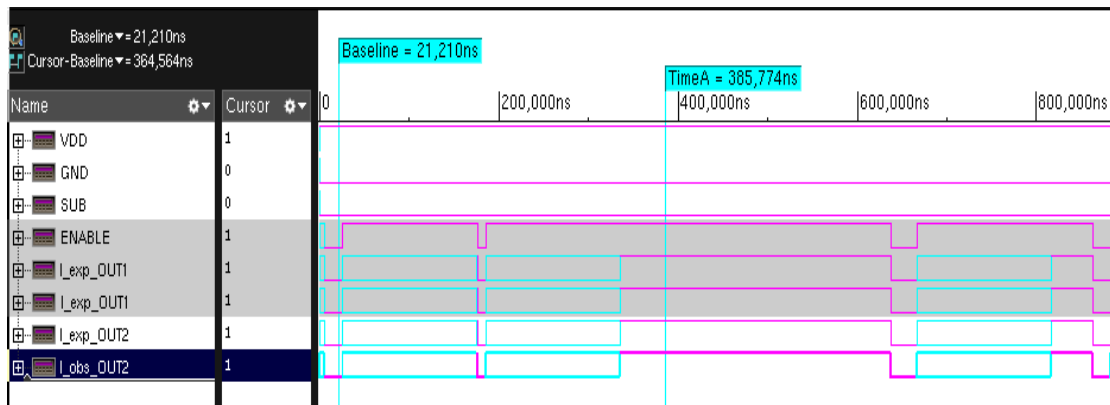 Baseline▼= 21,210ns
Cursor-Baseline▼= 364,564ns
Baseline = 21,210ns
TimeA = 385,774ns
Name Cursor 0 200,000ns 400,000ns 600,000ns 800,000ns
VDD 1
GND 0
SUB 0
ENABLE 1
I_exp_OUT1 1
I_exp_OUT1 1
I_exp_OUT2 1
I_obs_OUT2 1